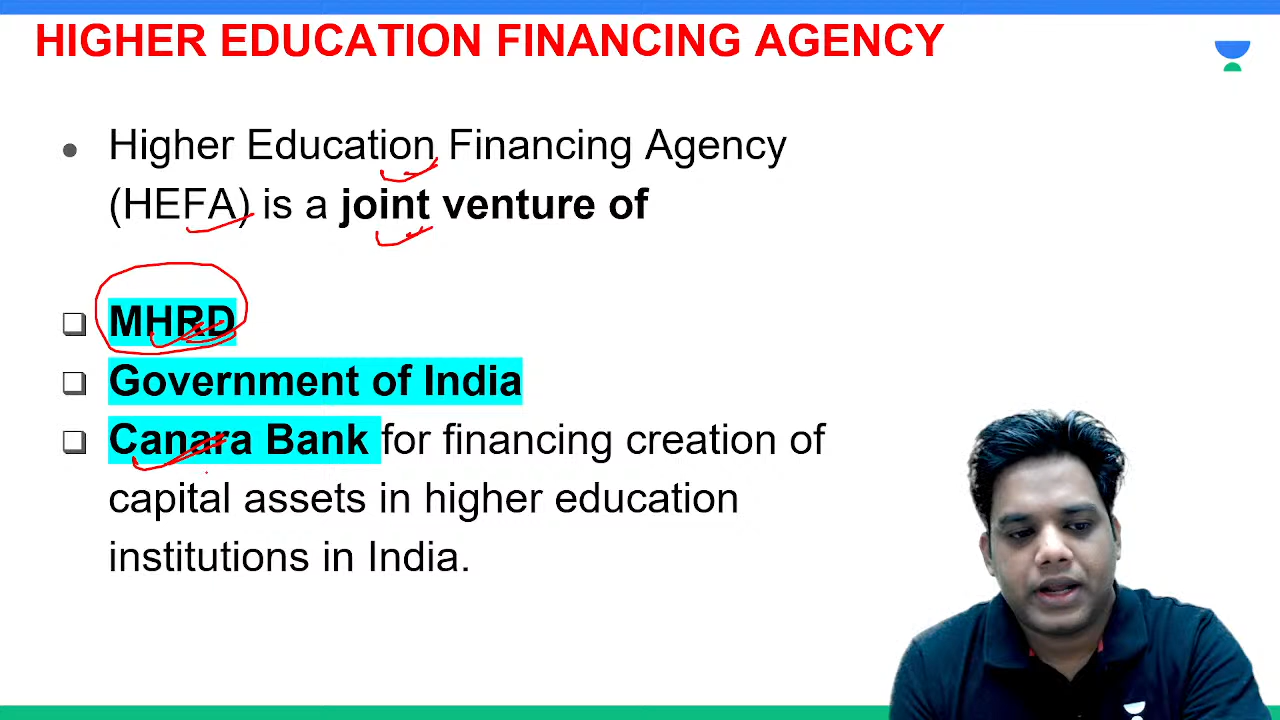 HIGHER EDUCATION FINANCING AGENCY
Higher Education Financing Agency
(HEFA) is a joint venture of
MHRD
Government of India
Canara Bank for financing creation of
capital assets in higher education
institutions in India.